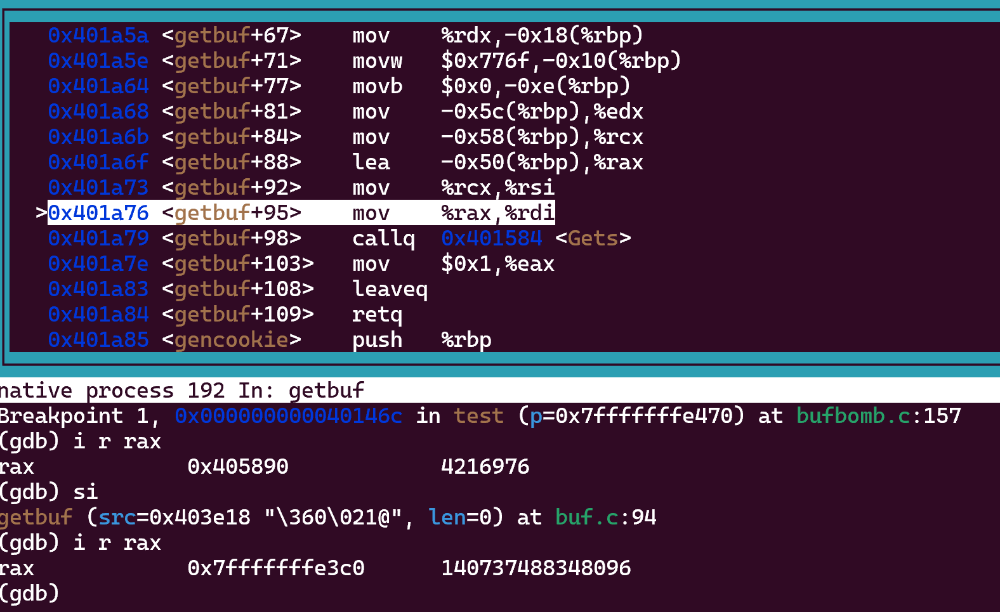 0x401a5a <getbuf+67>    mov    %rdx,-0x18(%rbp)
0x401a5e <getbuf+71>    movw   $0x776f,-0x10(%rbp)
0x401a64 <getbuf+77>    movb   $0x0,-0xe(%rbp)
0x401a68 <getbuf+81>    mov    -0x5c(%rbp),%edx
0x401a6b <getbuf+84>    mov    -0x58(%rbp),%rcx
0x401a6f <getbuf+88>    lea    -0x50(%rbp),%rax
0x401a73 <getbuf+92>    mov    %rcx,%rsi
>0x401a76 <getbuf+95>    mov    %rax,%rdi
0x401a79 <getbuf+98>    callq  0x401584 <Gets>
0x401a7e <getbuf+103>   mov    $0x1,%eax
0x401a83 <getbuf+108>   leaveq
0x401a84 <getbuf+109>   retq
0x401a85 <gencookie>    push   %rbp
native process 192 In: getbuf
Breakpoint 1, 0x000000000040146c in test (p=0x7fffffffe470) at bufbomb.c:157
(gdb) i r rax
rax            0x405890            4216976
(gdb) si
getbuf (src=0x403e18 "\360\021@", len=0) at buf.c:94
(gdb) i r rax
rax            0x7fffffffe3c0      140737488348096
(gdb)